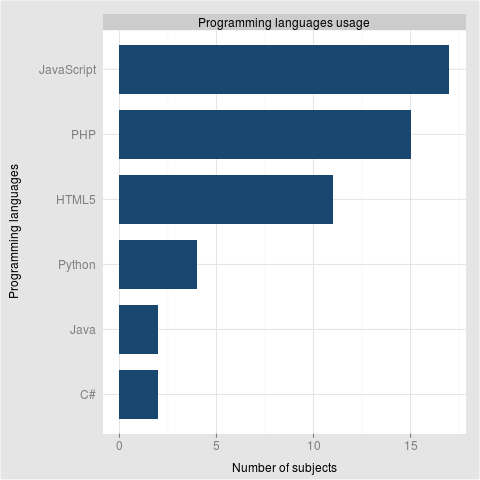 Programming languages usage
Programming languages
JavaScript
PHP
HTML5
Python
Java
C#
0 5 10 15
Number of subjects